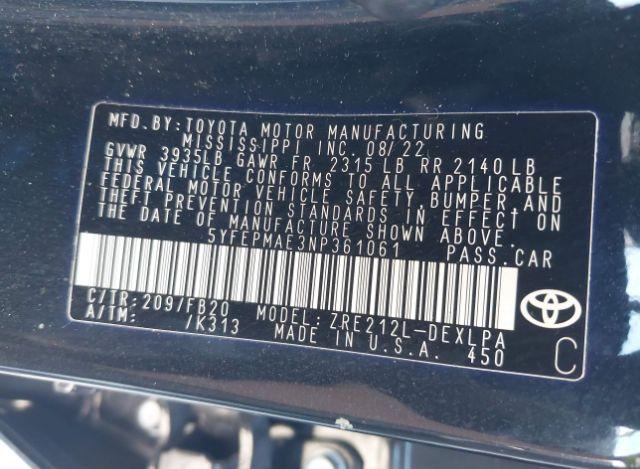 MFD. BY: TOYOTA MOTOR MANUFACTURING
MISSISSIPPI INC. 08/22
GVWR 3935LB GAWR FR 2315 LB RR 2140 LB
THIS VEHICLE CONFORMS TO ALL APPLICABLE
FEDERAL MOTOR VEHICLE SAFETY, BUMPER, AND
THEFT PREVENTION STANDARDS IN EFFECT ON
THE DATE OF MANUFACTURE SHOWN ABOVE.
5YFEPMAE3NP361061 PASS.CAR
C/TR: 209/FB20 MODEL: ZRE212L-DEXLPA
A/TM: /K313 MADE IN U.S.A. 450
C